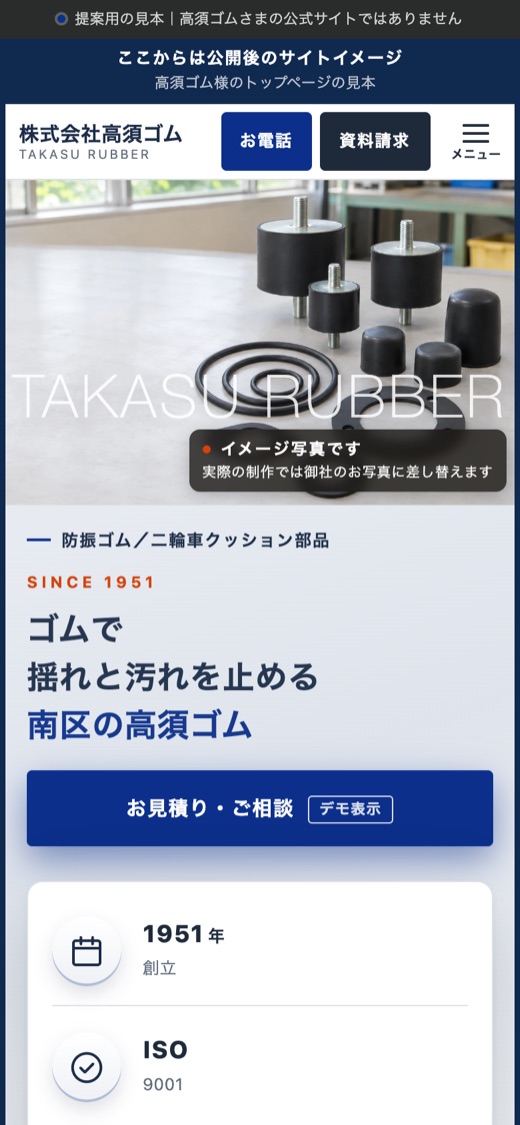 提案用の見本｜高須ゴムさまの公式サイトではありません
ここからは公開後のサイトイメージ
高須ゴム様のトップページの見本
株式会社高須ゴム
TAKASU RUBBER
お電話
資料請求
メニュー
TAKASU RUBBER
イメージ写真です
実際の制作では御社のお写真に差し替えます
防振ゴム／二輪車クッション部品
SINCE 1951
ゴムで
揺れと汚れを止める
南区の高須ゴム
お見積り・ご相談 デモ表示
1951年
創立
ISO
9001